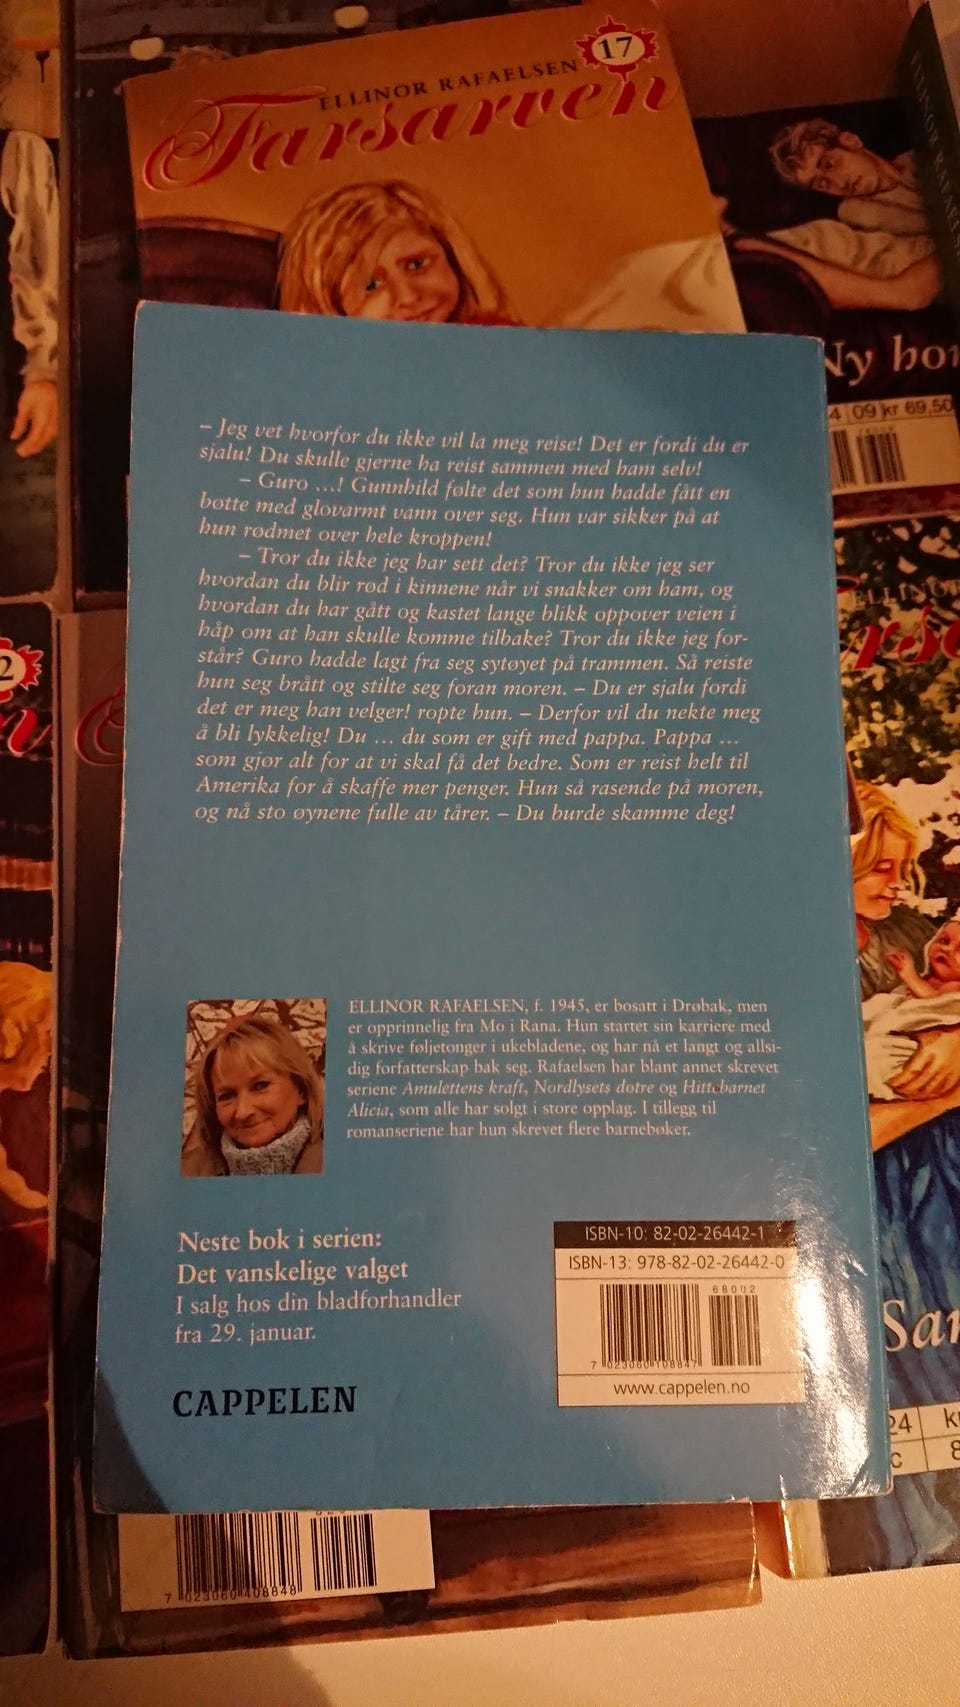 17
ELLINOR RAFAELSEN
Farsarven
ELLINOR RAFAELSEN
Ny
4 09 kr 69,50
– Jeg vet hvorfor du ikke vil la meg reise! Det er fordi du er
sjalu! Du skulle gjerne ha reist sammen med ham selv!
– Guro ...! Gunnhild følte det som hun hadde fått en
bøtte med glovarmt vann over seg. Hun var sikker på at
hun rødmet over hele kroppen!
– Tror du ikke jeg har sett det? Tror du ikke jeg ser
hvordan du blir rød i kinnene når vi snakker om ham, og
hvordan du har gått og kastet lange blikk oppover veien i
håp om at han skulle komme tilbake? Tror du ikke jeg for-
står? Guro hadde lagt fra seg sytøyet på trammen. Så reiste
hun seg brått og stilte seg foran moren. – Du er sjalu fordi
det er meg han velger! ropte hun. – Derfor vil du nekte meg
å bli lykkelig! Du ... du som er gift med pappa. Pappa ...
som gjør alt for at vi skal få det bedre. Som er reist helt til
Amerika for å skaffe mer penger. Hun så rasende på moren,
og nå sto øynene fulle av tårer. – Du burde skamme deg!
ELLINOR RAFAELSEN, f. 1945, er bosatt i Drøbak, men
er opprinnelig fra Mo i Rana. Hun startet sin karriere med
å skrive føljetonger i ukebladene, og har nå et langt og allsi-
dig forfatterskap bak seg. Rafaelsen har blant annet skrevet
seriene Amulettens kraft, Nordlysets døtre og Hittebarnet
Alicia, som alle har solgt i store opplag. I tillegg til
romanseriene har hun skrevet flere barnebøker.
Neste bok i serien:
Det vanskelige valget
I salg hos din bladforhandler
fra 29. januar.
CAPPELEN
ISBN-10: 82-02-26442-1
ISBN-13: 978-82-02-26442-0
68002
7 023060 108847
www.cappelen.no
7 023060 408848
24